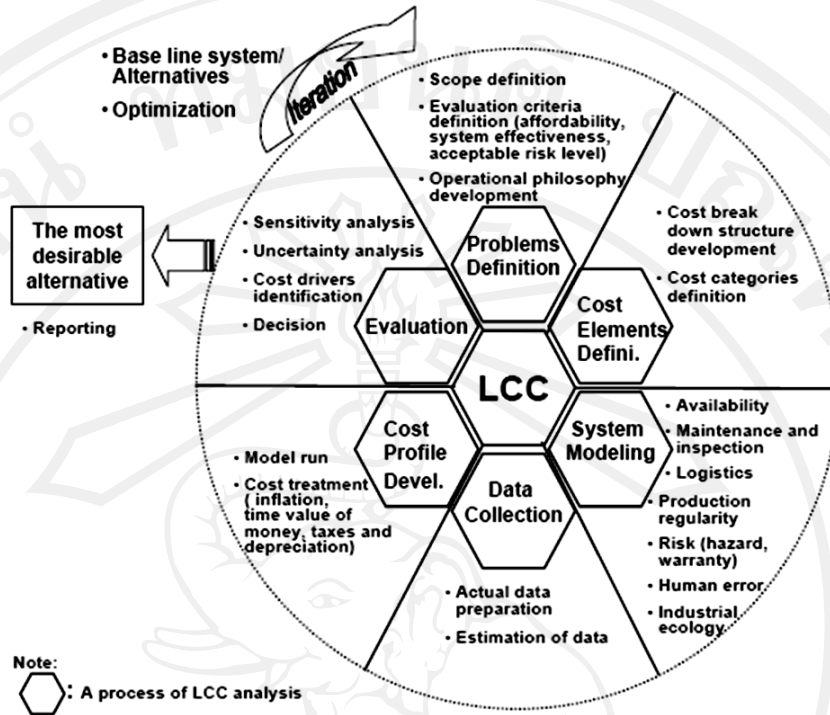 • Base line system/
Alternatives
• Optimization
Iteration
• Scope definition
• Evaluation criteria
definition (affordability,
system effectiveness,
acceptable risk level)
• Operational philosophy
development
Problems
Definition
• Cost break
down structure
development
• Cost categories
definition
Cost
Elements
Defini.
• Availability
• Maintenance and
inspection
• Logistics
• Production
regularity
• Risk (hazard,
warranty)
• Human error
• Industrial
ecology
System
Modeling
Data
Collection
• Actual data
preparation
• Estimation of data
Cost
Profile
Devel.
• Model run
• Cost treatment
( inflation,
time value of
money, taxes and
depreciation)
Evaluation
• Sensitivity analysis
• Uncertainty analysis
• Cost drivers
identification
• Decision
The most
desirable
alternative
• Reporting
LCC
Note:
: A process of LCC analysis